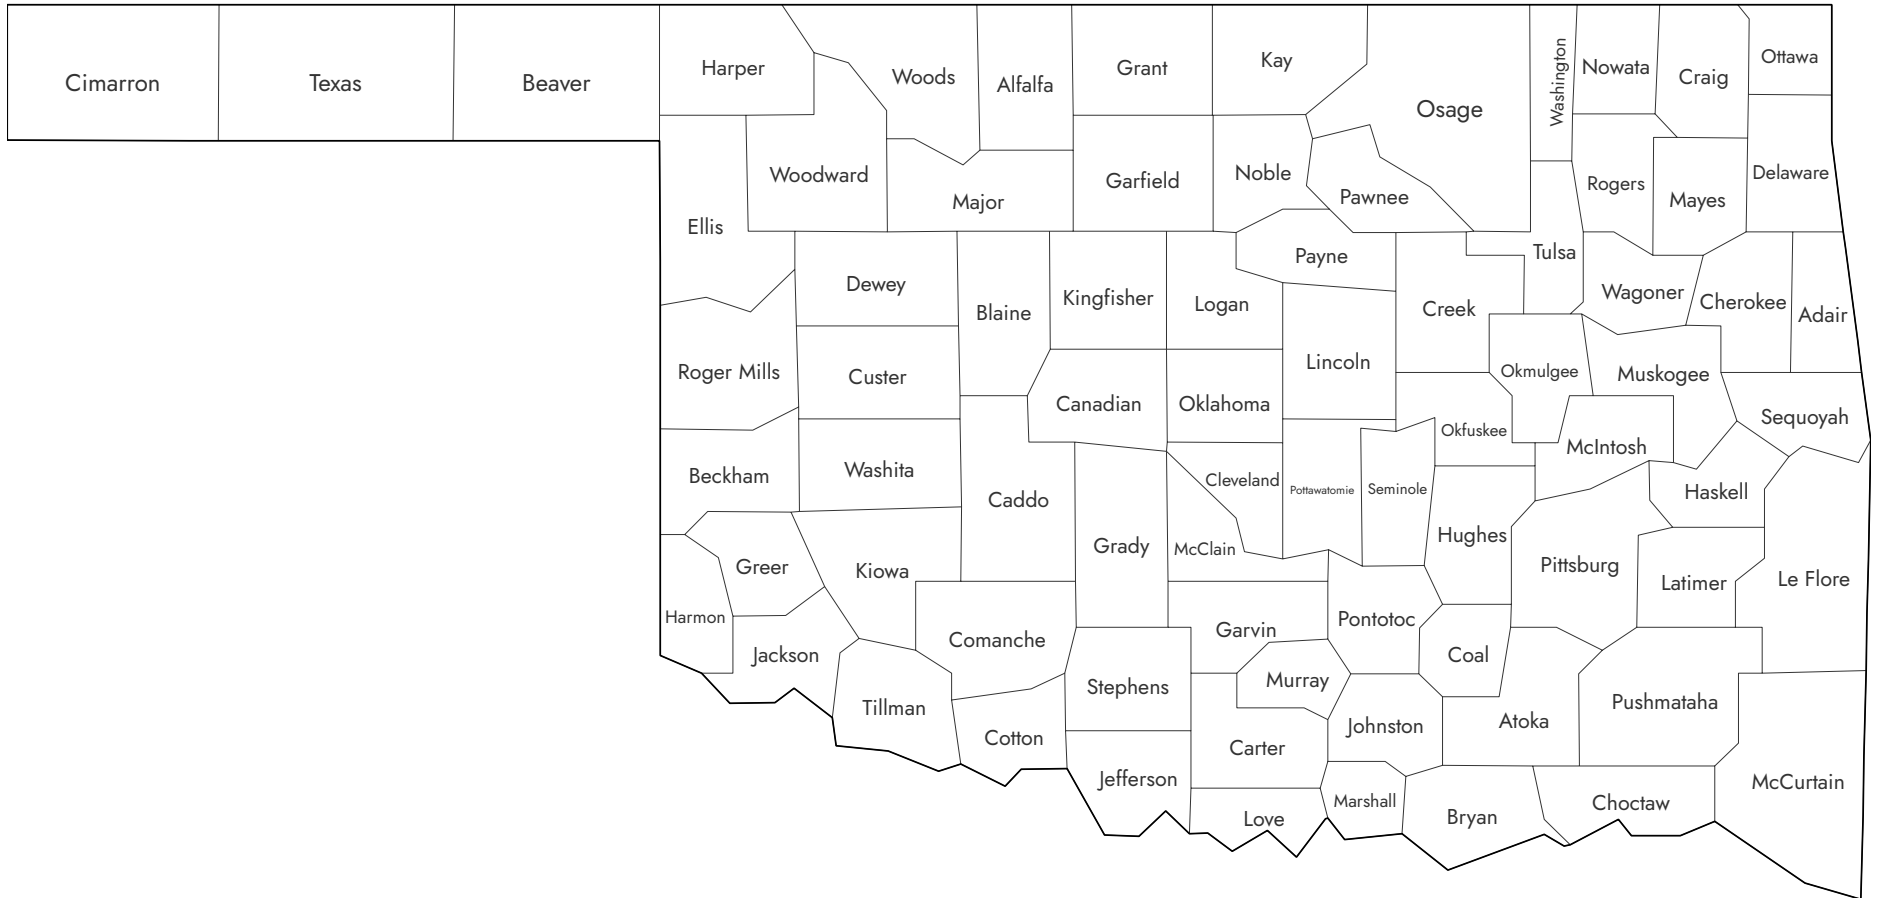 Cimarron
Texas
Beaver
Harper
Woods
Alfalfa
Grant
Kay
Osage
Washington
Nowata
Craig
Ottawa
Woodward
Major
Garfield
Noble
Pawnee
Rogers
Mayes
Delaware
Ellis
Dewey
Blaine
Kingfisher
Logan
Payne
Creek
Tulsa
Wagoner
Cherokee
Adair
Roger Mills
Custer
Canadian
Oklahoma
Lincoln
Okmulgee
Muskogee
Sequoyah
Beckham
Washita
Caddo
Cleveland
Pottawatomie
Seminole
Okfuskee
McIntosh
Haskell
Hughes
Grady
McClain
Greer
Kiowa
Pittsburg
Latimer
Le Flore
Harmon
Jackson
Comanche
Garvin
Pontotoc
Coal
Tillman
Stephens
Murray
Johnston
Atoka
Pushmataha
Cotton
Carter
Jefferson
Love
Marshall
Bryan
Choctaw
McCurtain